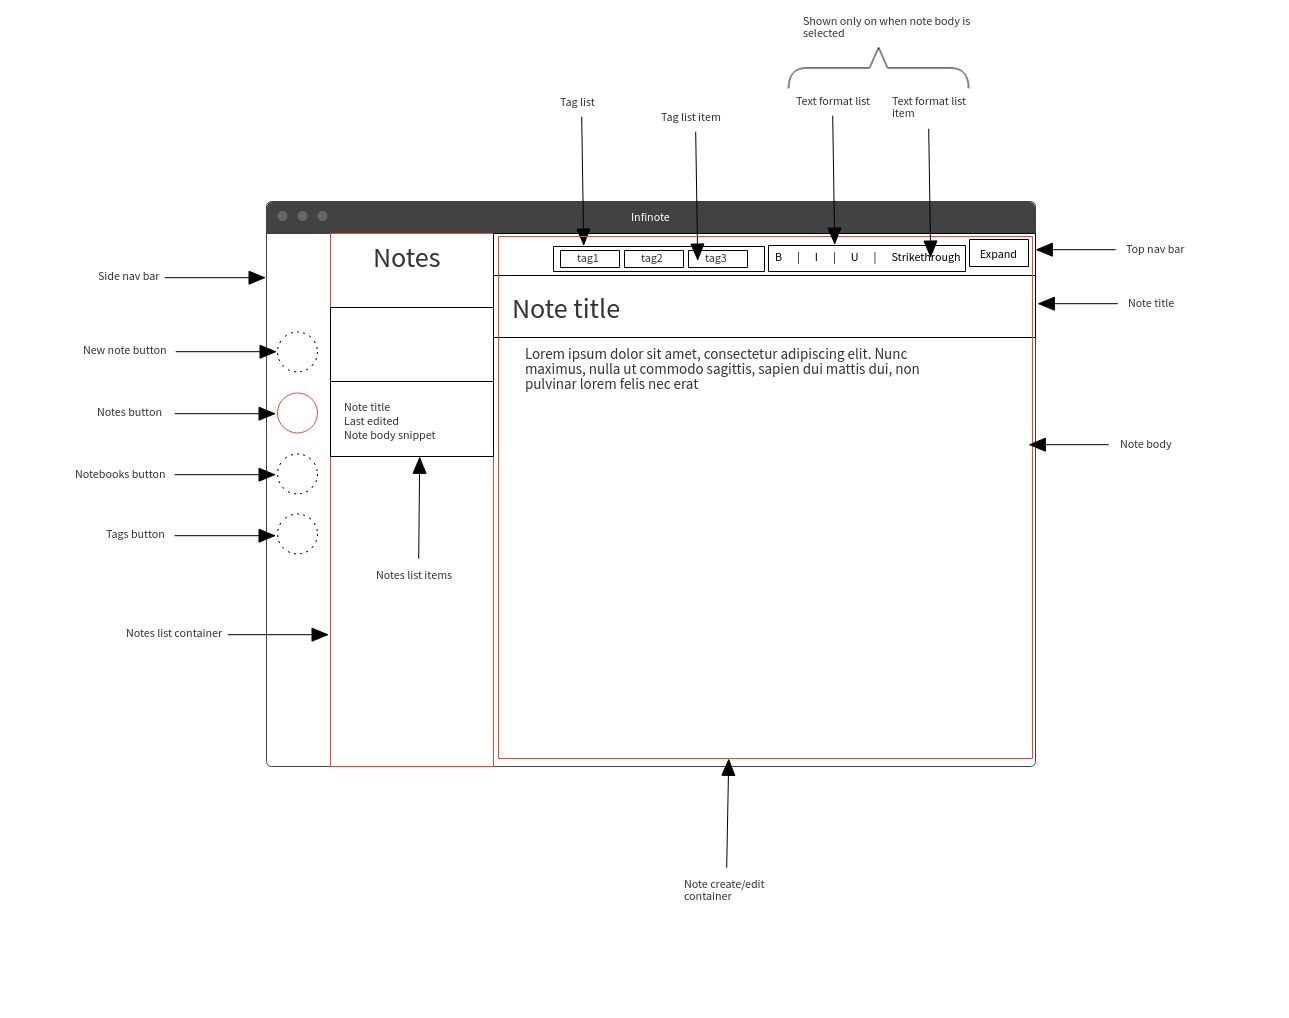 Shown only on when note body is
selected
Tag list
Tag list item
Text format list
Text format list
item
Infinote
Side nav bar
Notes
tag1
tag2
tag3
B | I | U | Strikethrough
Expand
Top nav bar
Note title
Note title
New note button
Lorem ipsum dolor sit amet, consectetur adipiscing elit. Nunc
maximus, nulla ut commodo sagittis, sapien dui mattis dui, non
pulvinar lorem felis nec erat
Notes button
Note title
Last edited
Note body snippet
Note body
Notebooks button
Tags button
Notes list items
Notes list container
Note create/edit
container